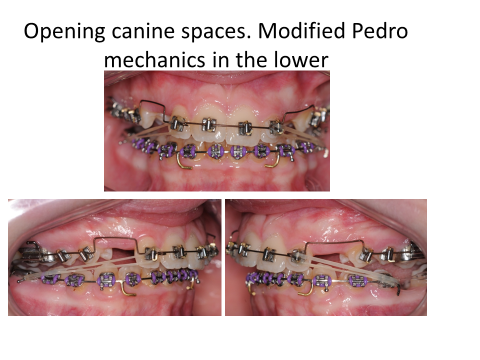 Opening canine spaces. Modified Pedro
mechanics in the lower